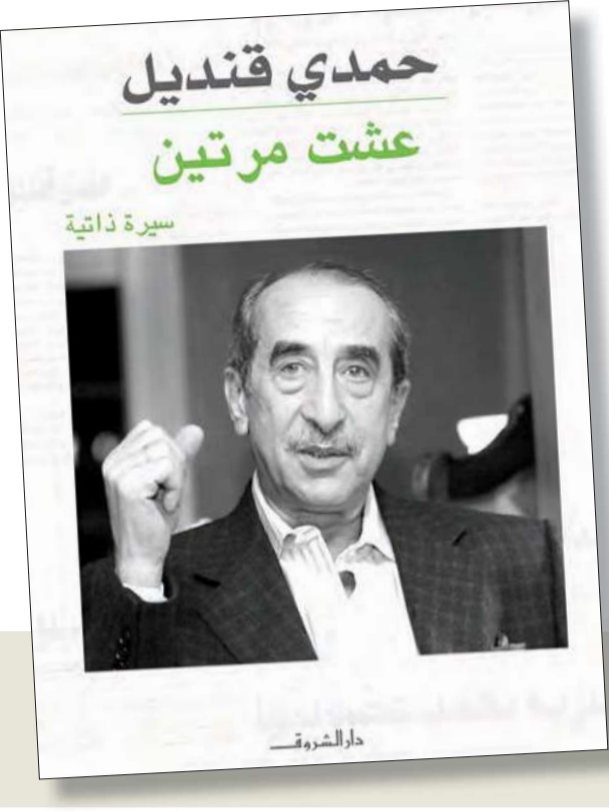 حمدي قنديل
عشت مرتين
سيرة ذاتية
دار الشروق